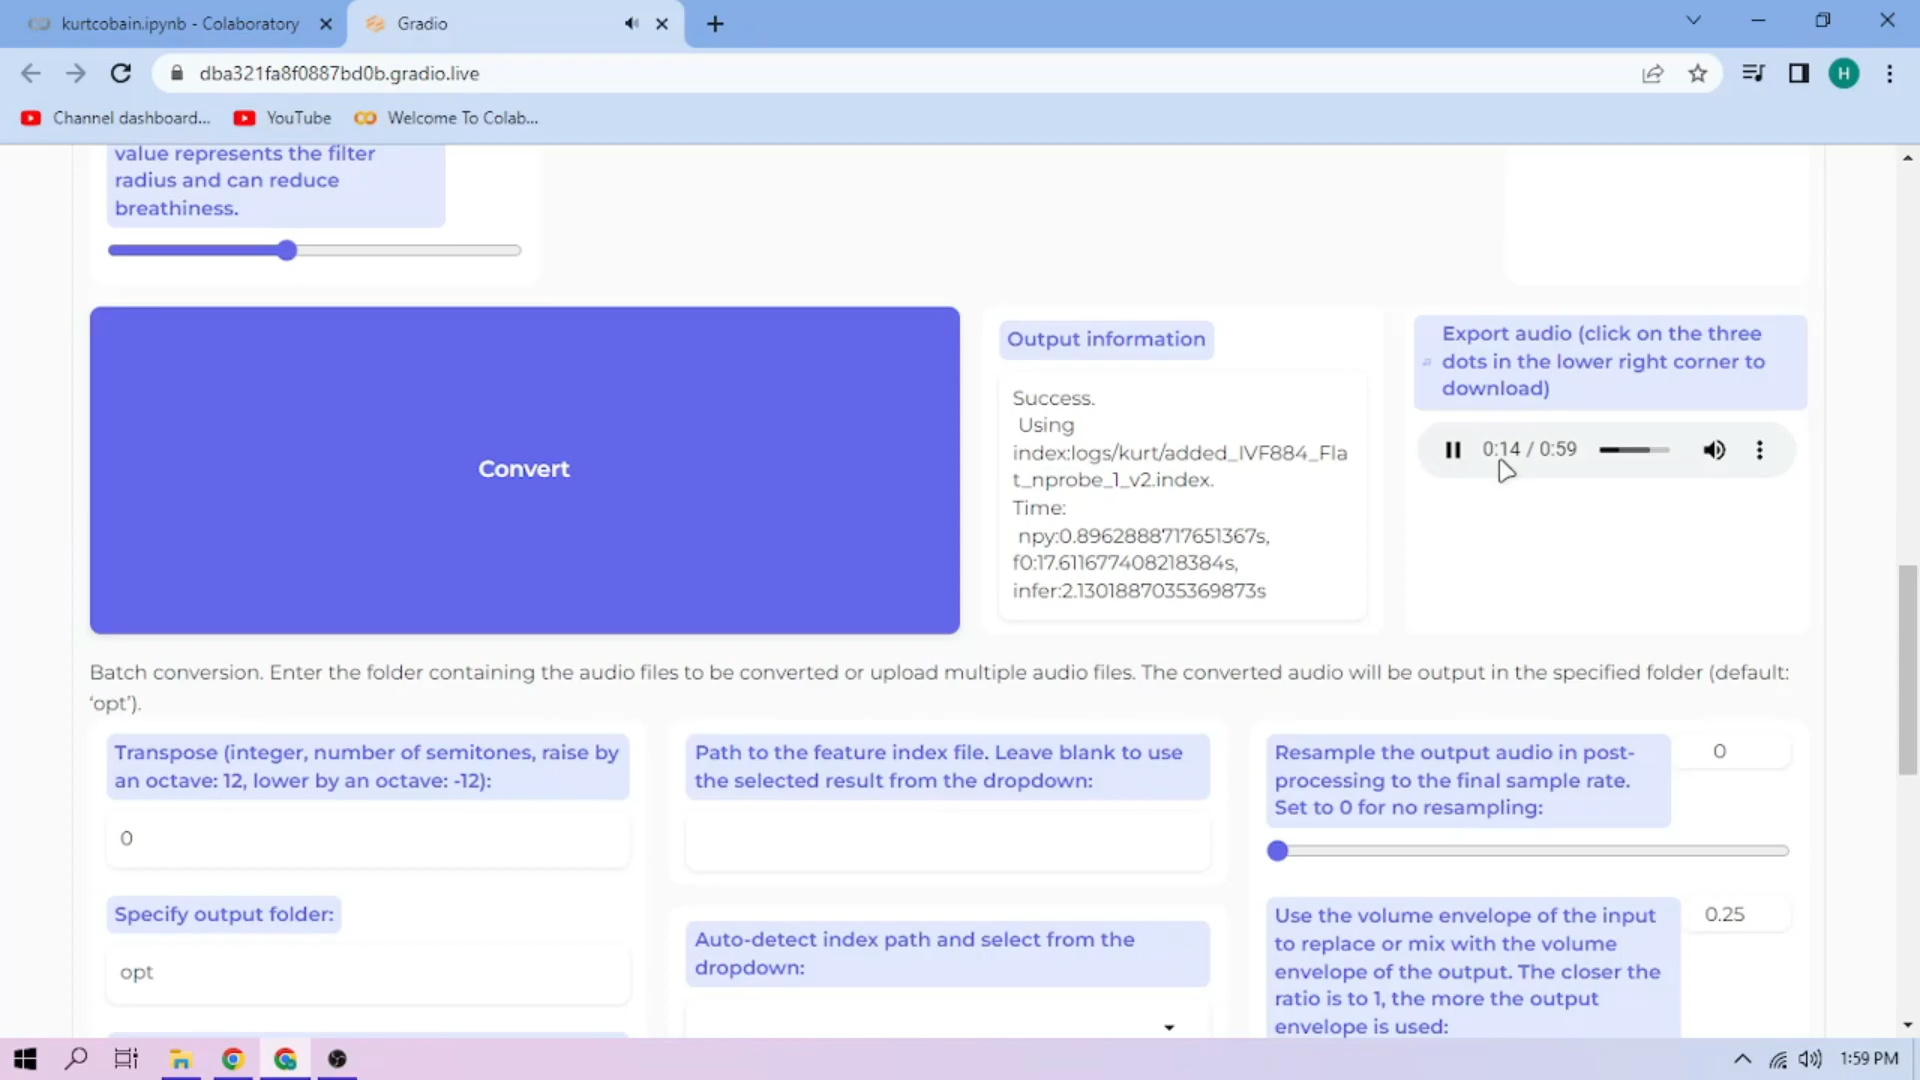 kurtcobain.ipynb - Colaboratory
Gradio
dba321fa8f0887bd0b.gradio.live
H
Channel dashboard...
YouTube
Welcome To Colab...
value represents the filter
radius and can reduce
breathiness.
Convert
Output information
Success.
Using
index:logs/kurt/added_IVF884_Fla
t_nprobe_1_v2.index.
Time:
npy:0.8962888717651367s,
f0:17.611677408218384s,
infer:2.1301887035369873s
Export audio (click on the three
dots in the lower right corner to
download)
0:14 / 0:59
Batch conversion. Enter the folder containing the audio files to be converted or upload multiple audio files. The converted audio will be output in the specified folder (default:
‘opt’).
Transpose (integer, number of semitones, raise by
an octave: 12, lower by an octave: -12):
0
Specify output folder:
opt
Path to the feature index file. Leave blank to use
the selected result from the dropdown:
Auto-detect index path and select from the
dropdown:
Resample the output audio in post-
processing to the final sample rate.
Set to 0 for no resampling:
0
Use the volume envelope of the input
to replace or mix with the volume
envelope of the output. The closer the
ratio is to 1, the more the output
envelope is used:
0.25
1:59 PM